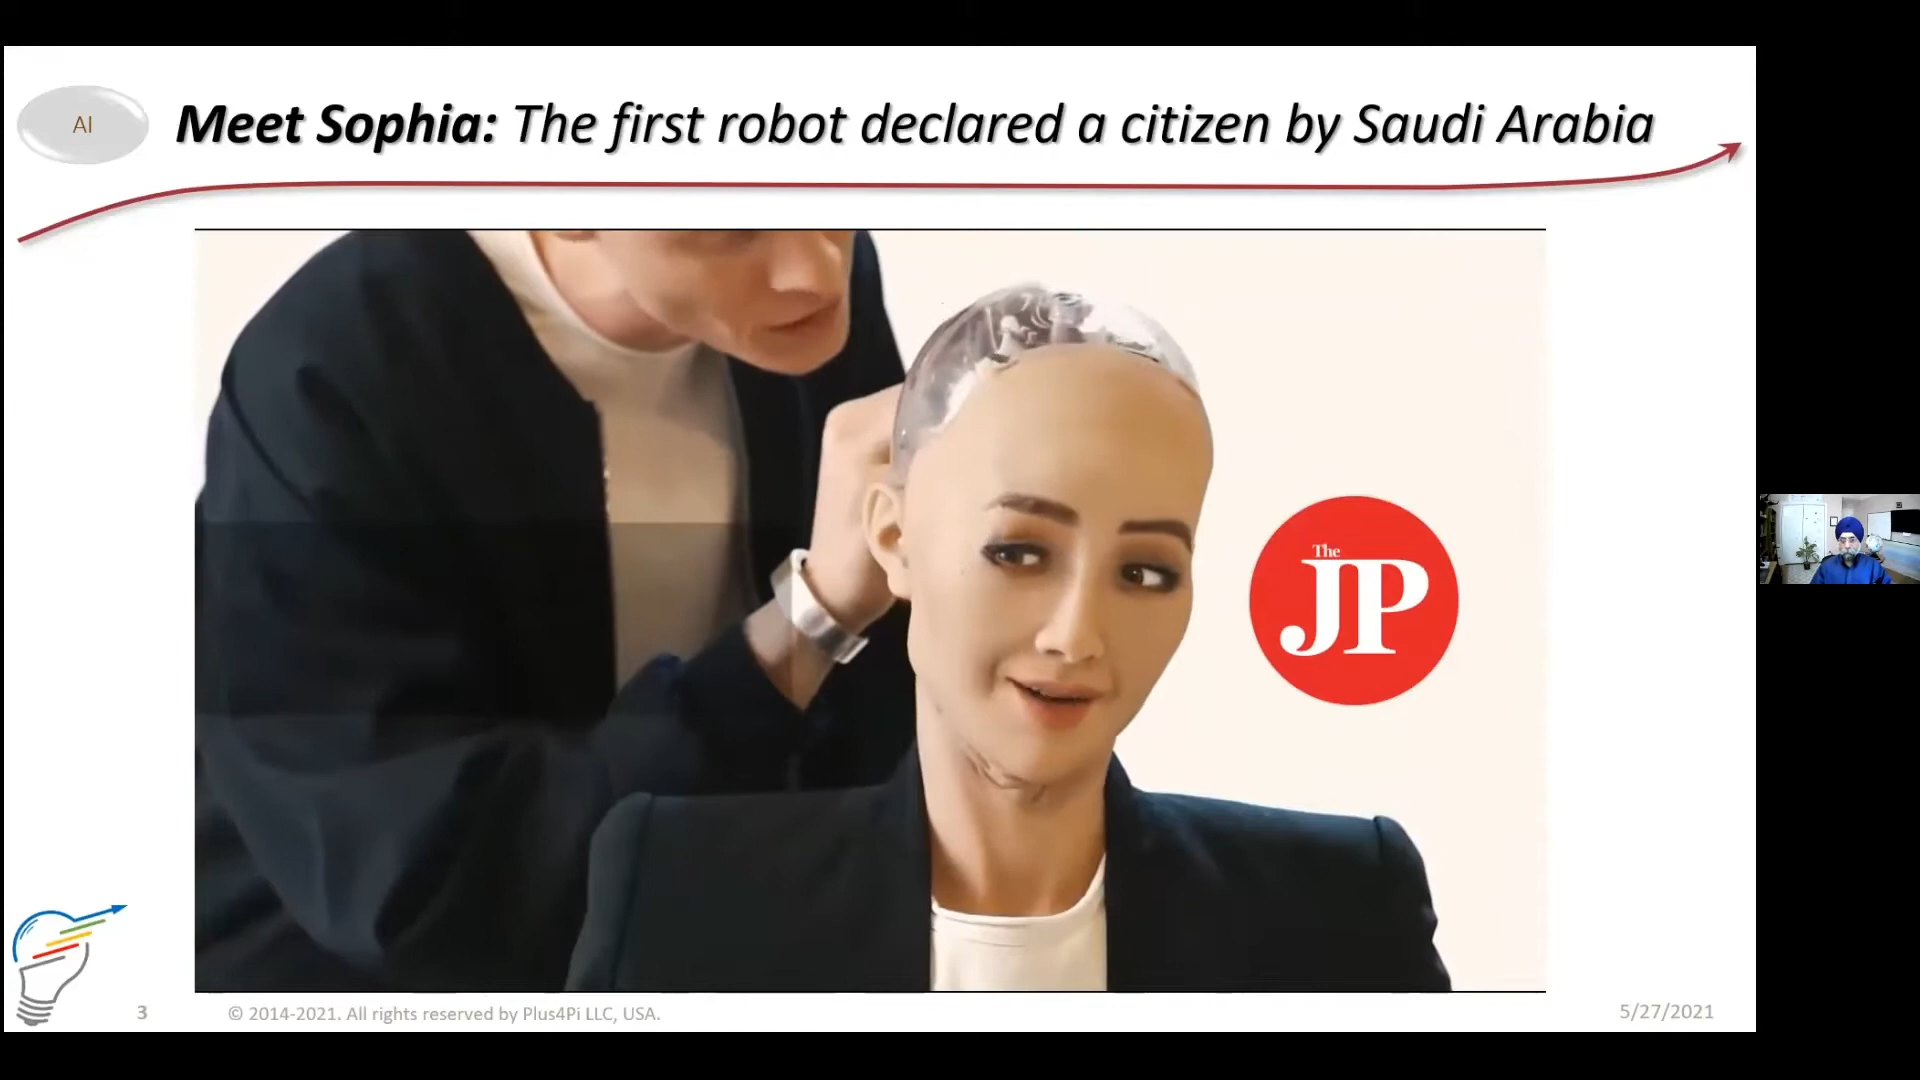 AI
Meet Sophia: The first robot declared a citizen by Saudi Arabia
The
JP
3
© 2014-2021. All rights reserved by Plus4Pi LLC, USA.
5/27/2021